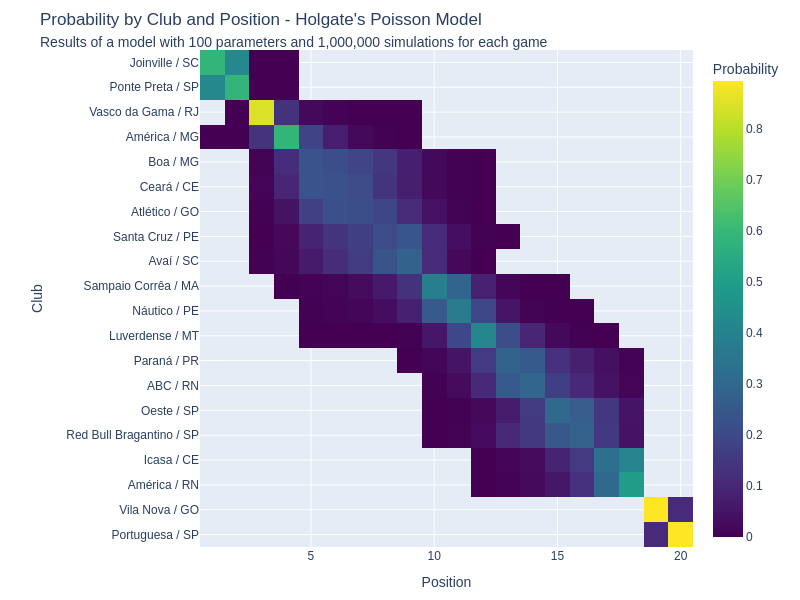 Probability by Club and Position - Holgate's Poisson Model
Results of a model with 100 parameters and 1,000,000 simulations for each game
Probability
Joinville / SC
Ponte Preta / SP
Vasco da Gama / RJ
América / MG
Boa / MG
Ceará / CE
Atlético / GO
Santa Cruz / PE
Avaí / SC
Sampaio Corrêa / MA
Náutico / PE
Luverdense / MT
Paraná / PR
ABC / RN
Oeste / SP
Red Bull Bragantino / SP
Icasa / CE
América / RN
Vila Nova / GO
Portuguesa / SP
Club
5
10
15
20
Position
0.8
0.7
0.6
0.5
0.4
0.3
0.2
0.1
0